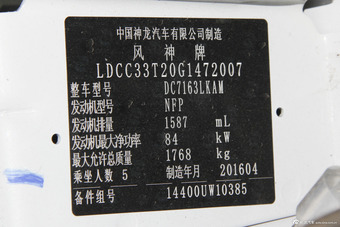 中国神龙汽车有限公司制造
风神牌
LDCC33T20G1472007
整车型号 DC7163LKAM
发动机型号 NFP
发动机排量 1587 mL
发动机最大净功率 84 kW
最大允许总质量 1768 kg
乘坐人数 5 制造年月 201604
备件组号 14400UW10385